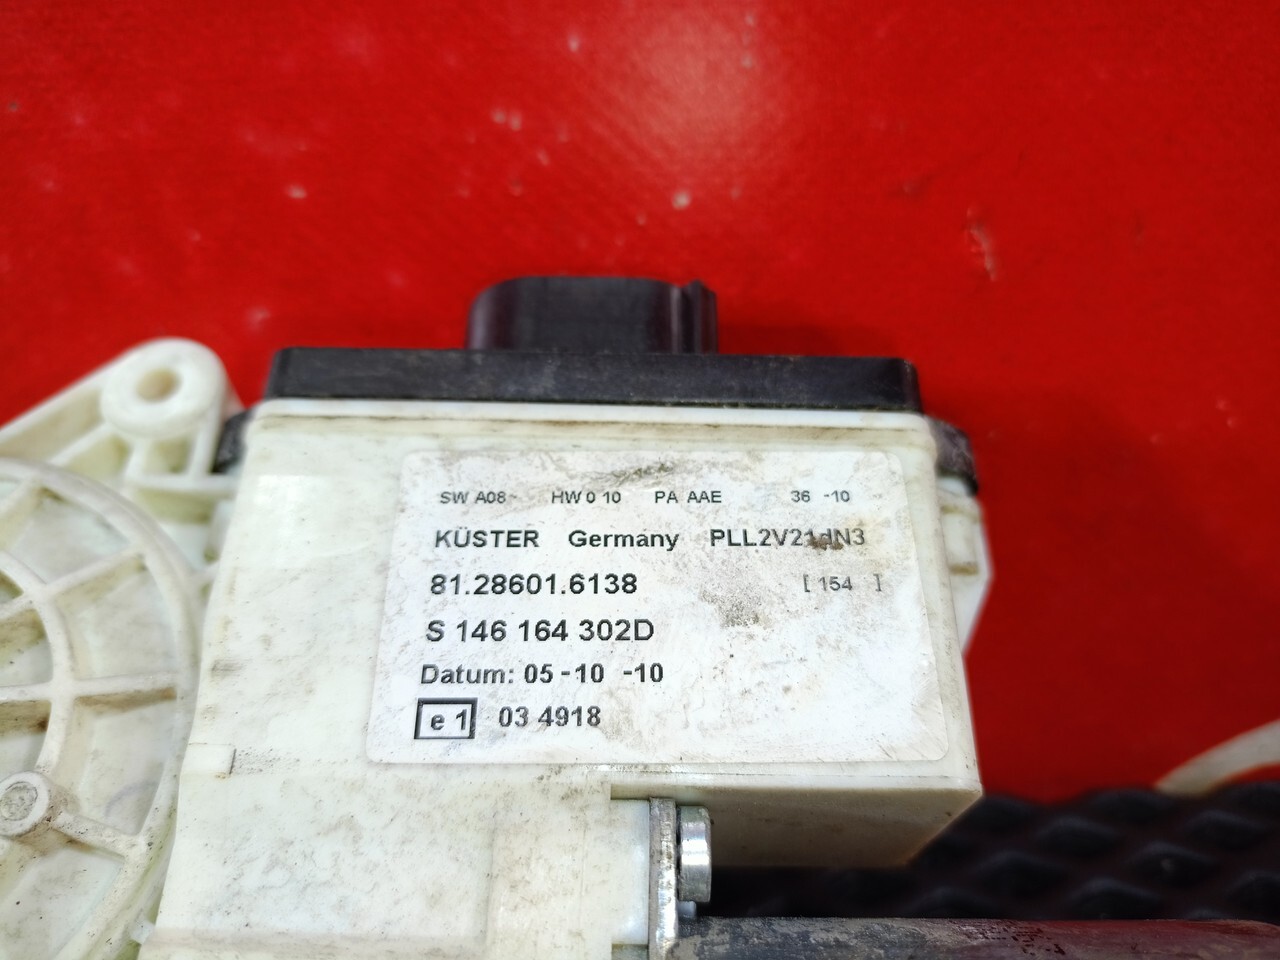 SW A08- HW 0 10 PA AAE 36 -10
KÜSTER Germany PLL2V21dN3
81.28601.6138 [ 154 ]
S 146 164 302D
Datum: 05-10 -10
e 1 03 4918